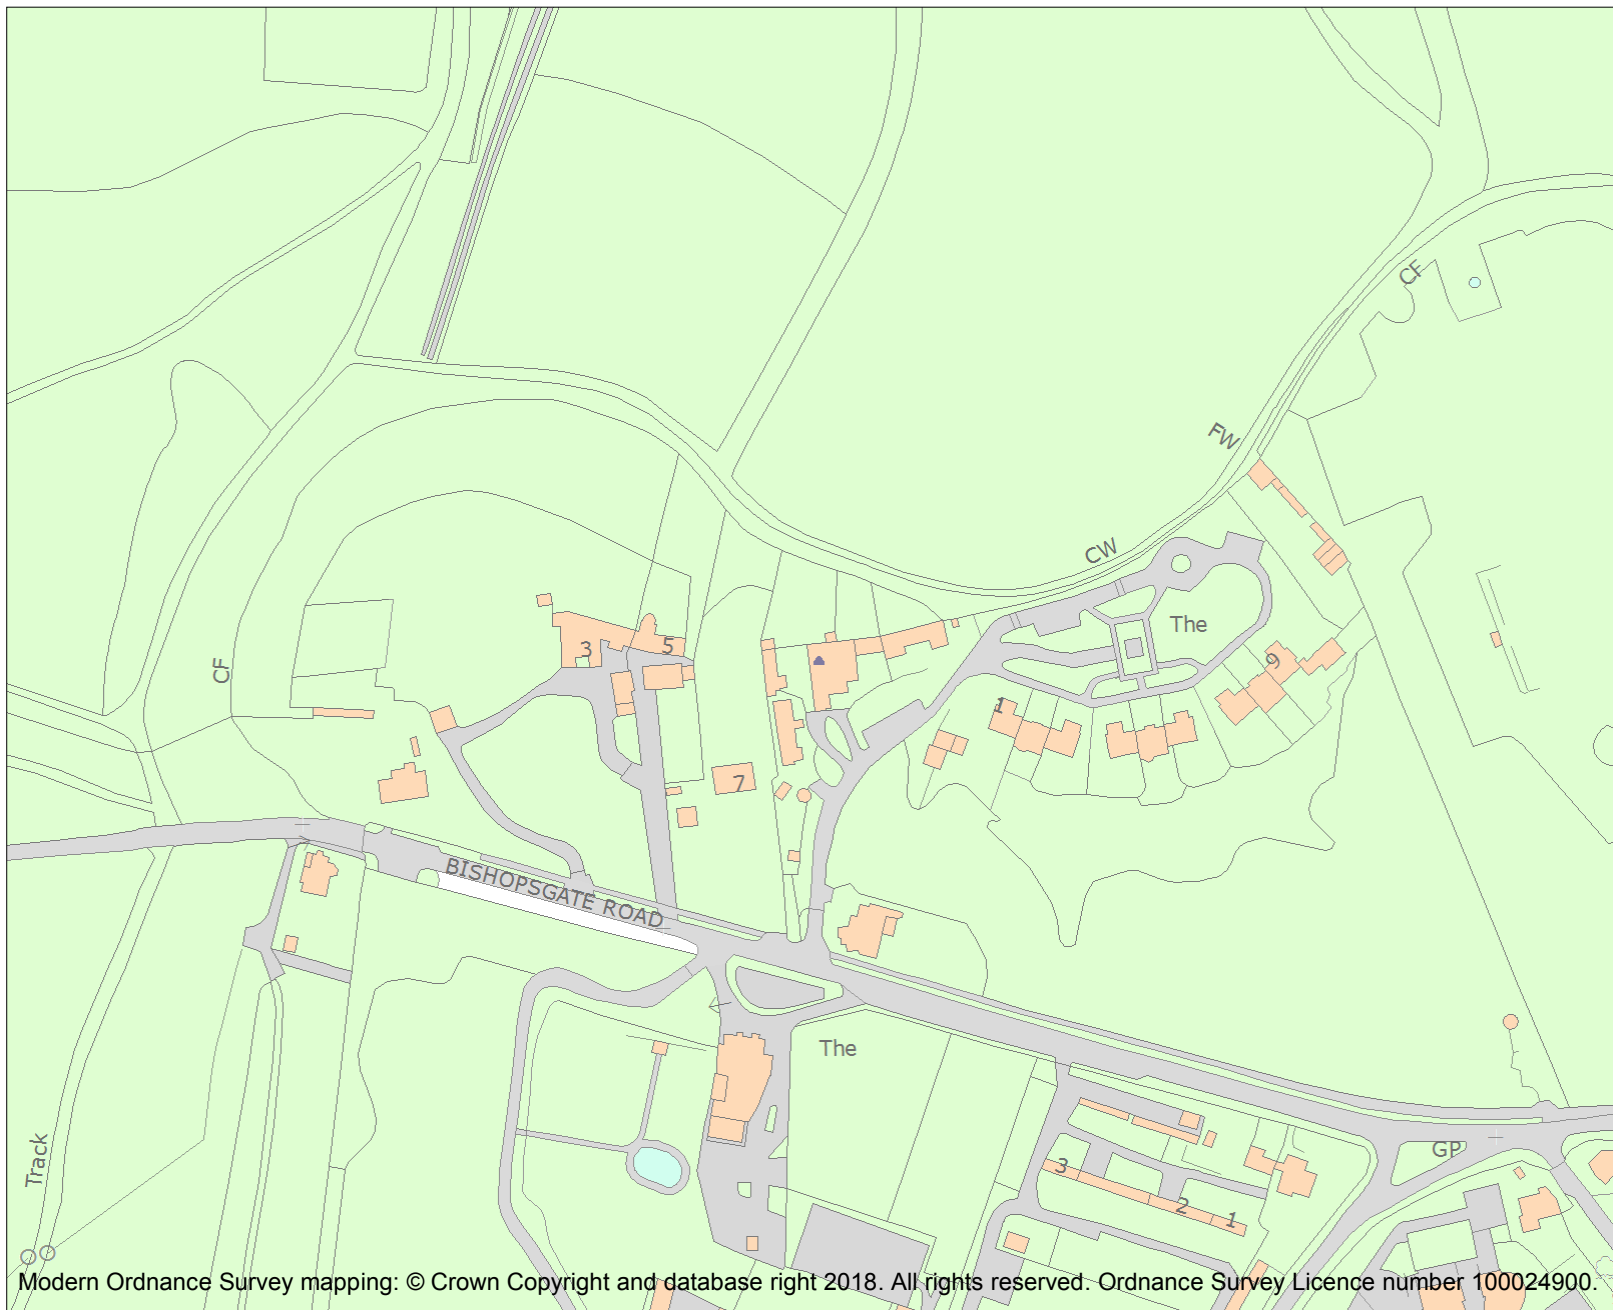 CF
FW
CW
The
3
5
CF
9
1
7
BISHOPSGATE ROAD
The
Track
GP
3
2
1
Modern Ordnance Survey mapping: © Crown Copyright and database right 2018. All rights reserved. Ordnance Survey Licence number 100024900.